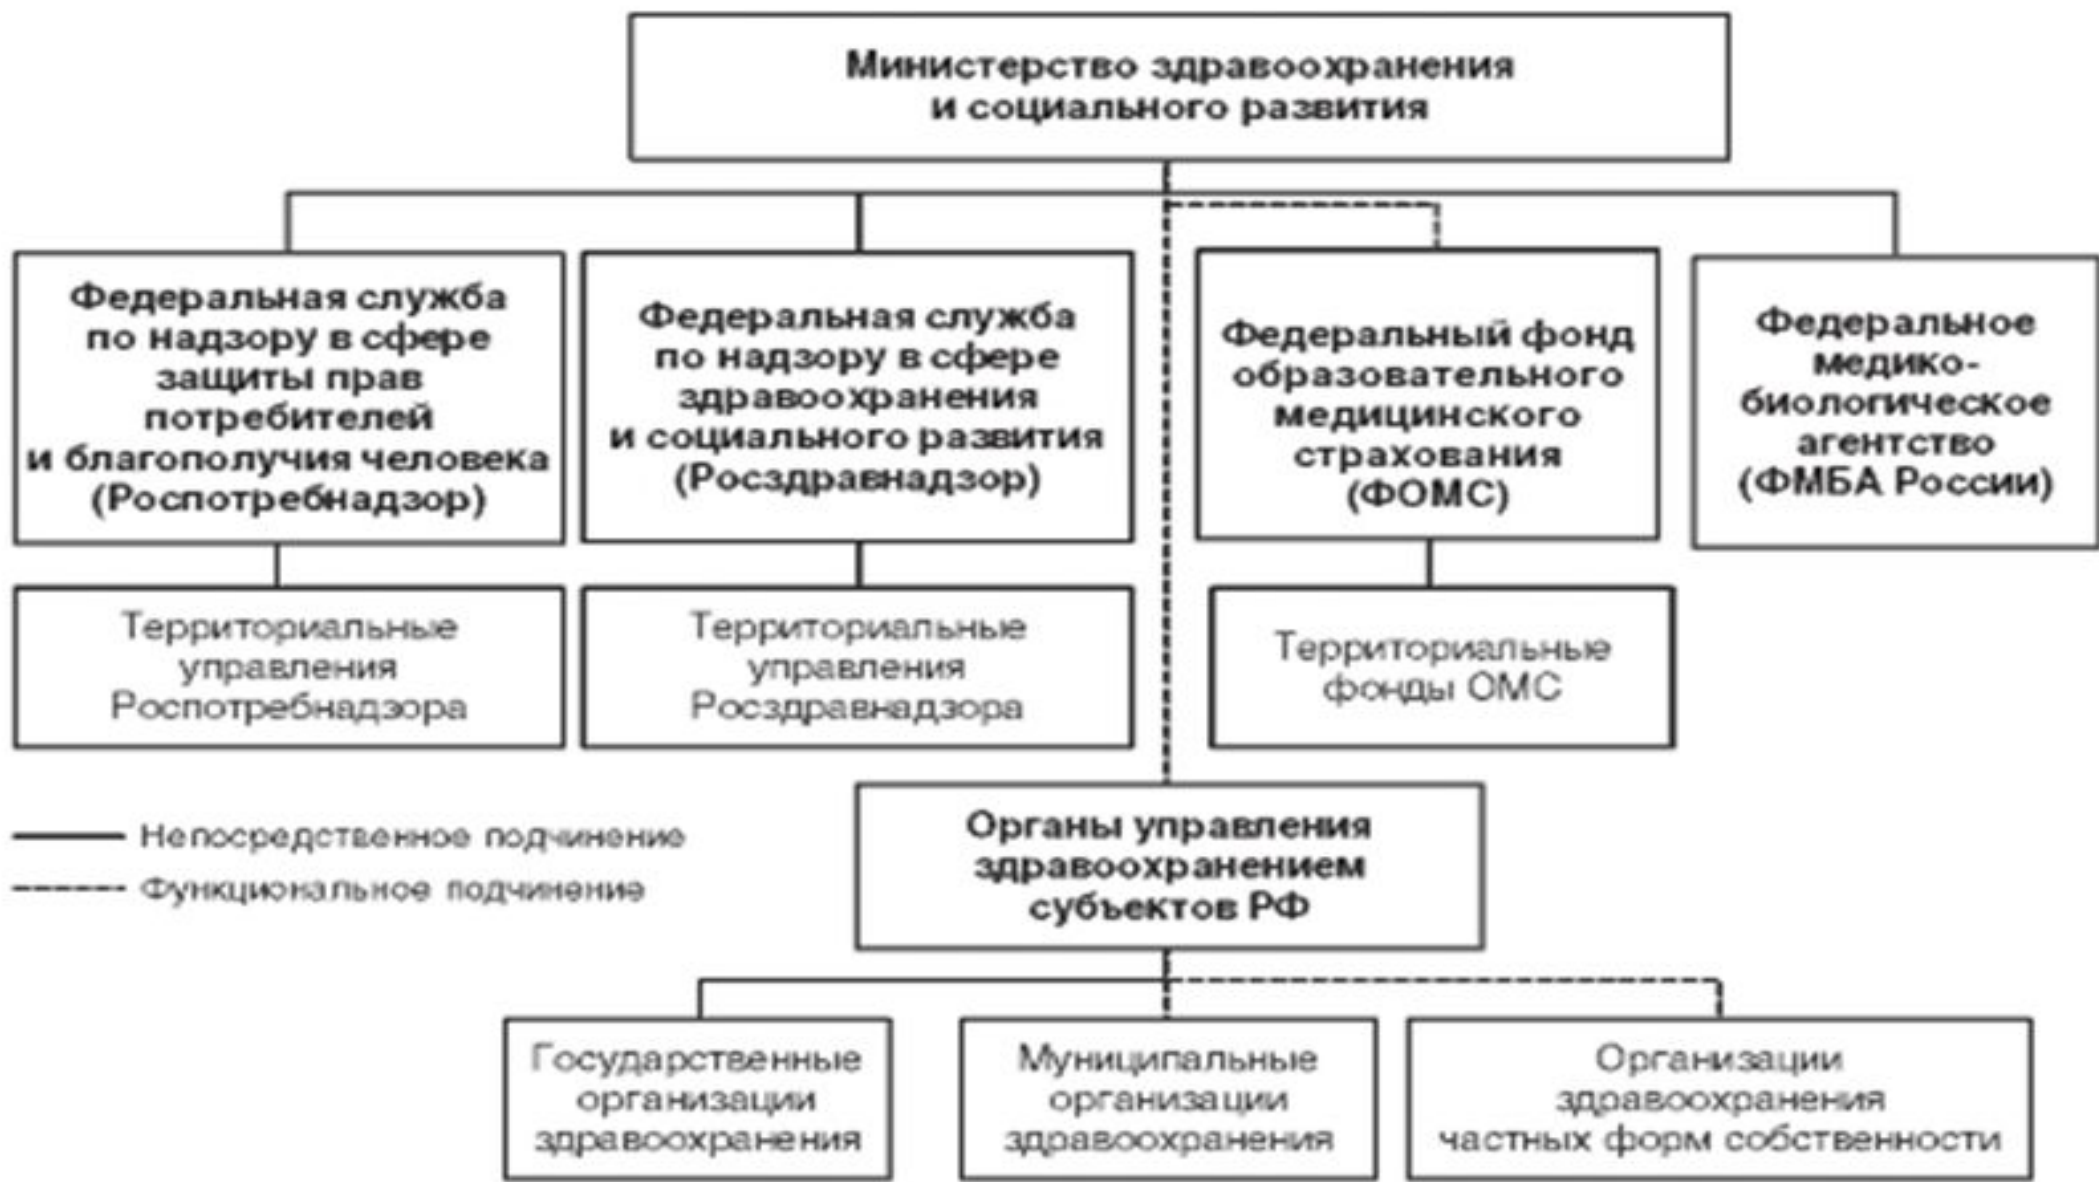 Министерство здравоохранения
и социального развития
Федеральная служба
по надзору в сфере
защиты прав
потребителей
и благополучия человека
(Роспотребнадзор)
Федеральная служба
по надзору в сфере
здравоохранения
и социального развития
(Росздравнадзор)
Федеральный фонд
образовательного
медицинского
страхования
(ФОМС)
Федеральное
медико-
биологическое
агентство
(ФМБА России)
Территориальные
управления
Роспотребнадзора
Территориальные
управления
Росздравнадзора
Территориальные
фонды ОМС
Непосредственное подчинение
Функциональное подчинение
Органы управления
здравоохранением
субъектов РФ
Государственные
организации
здравоохранения
Муниципальные
организации
здравоохранения
Организации
здравоохранения
частных форм собственности